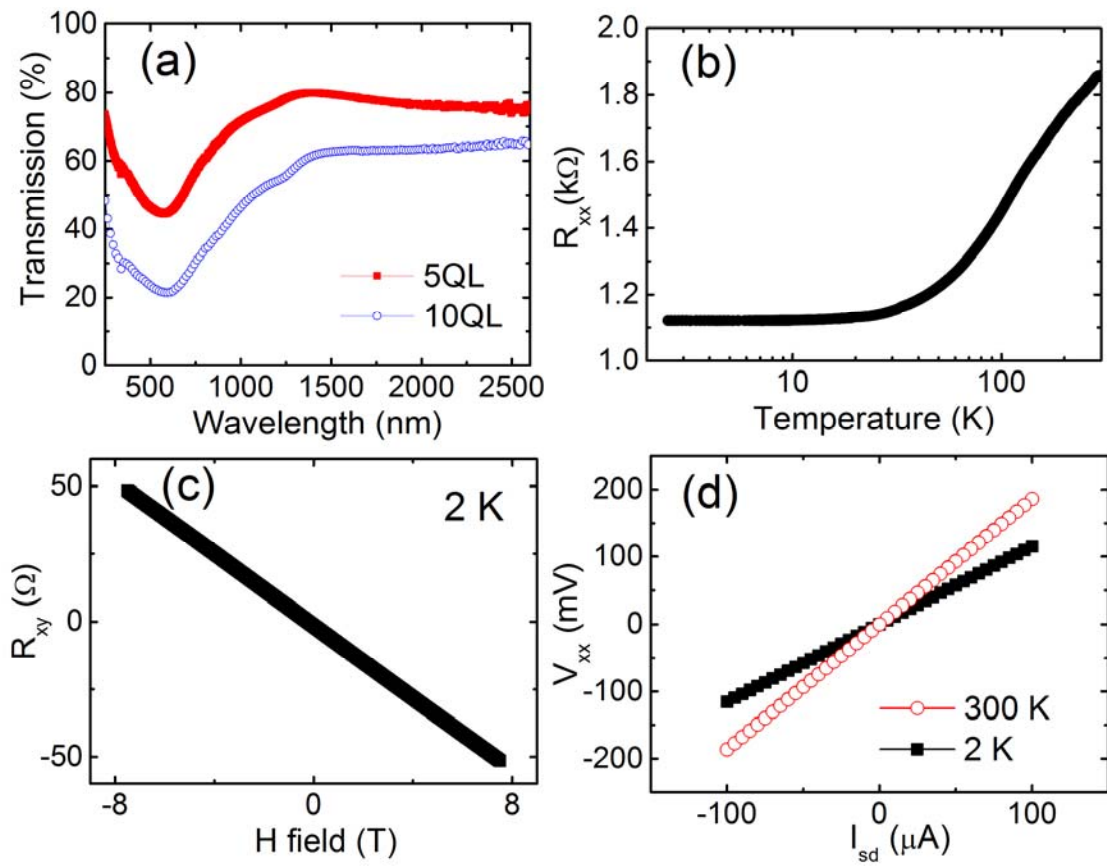 (a)
Transmission (%)
100
80
60
40
20
0
5QL
10QL
500
1000
1500
2000
2500
Wavelength (nm)
(b)
R_xx(kΩ)
2.0
1.8
1.6
1.4
1.2
1.0
10
100
Temperature (K)
(c)
2 K
R_xy (Ω)
50
0
-50
-8
0
8
H field (T)
(d)
V_xx (mV)
200
100
0
-100
-200
300 K
2 K
-100
0
100
I_sd (μA)